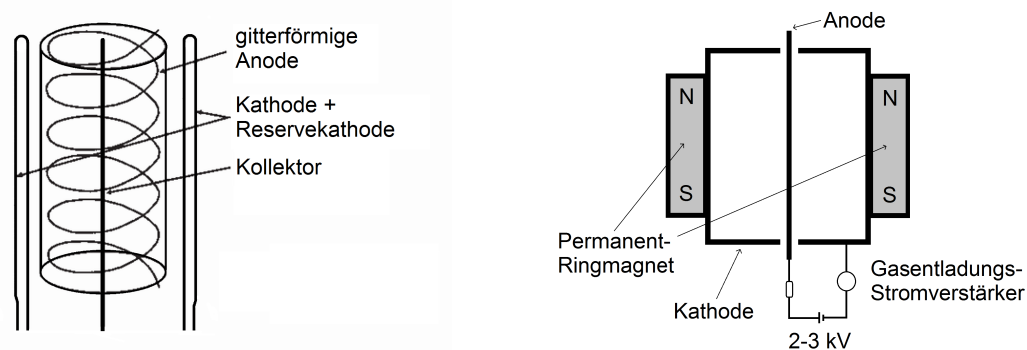 gitterförmige
Anode
Kathode +
Reservekathode
Kollektor
Anode
N
N
S
S
Permanent-
Ringmagnet
Kathode
Gasentladungs-
Stromverstärker
2-3 kV